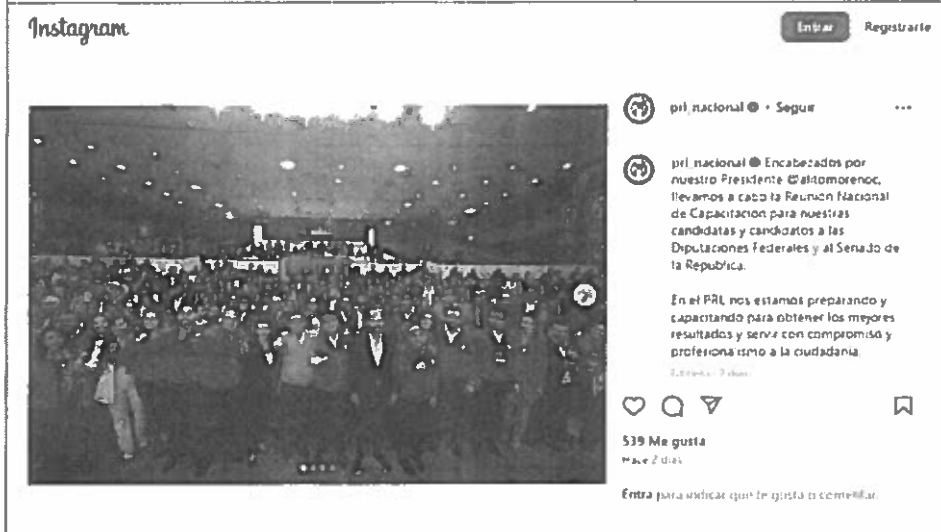 Instagram
Entrar
Registrarte
pri_nacional • Seguir
pri_nacional Encabezados por
nuestro Presidente @alitomorenoc,
llevamos a cabo la Reunión Nacional
de Capacitación para nuestras
candidatas y candidatos a las
Diputaciones Federales y al Senado de
la República.
En el PRI, nos estamos preparando y
capacitando para obtener los mejores
resultados y servir con compromiso y
profesionalismo a la ciudadanía.
539 Me gusta
Hace 2 días
Entra para indicar que te gusta o comentar.